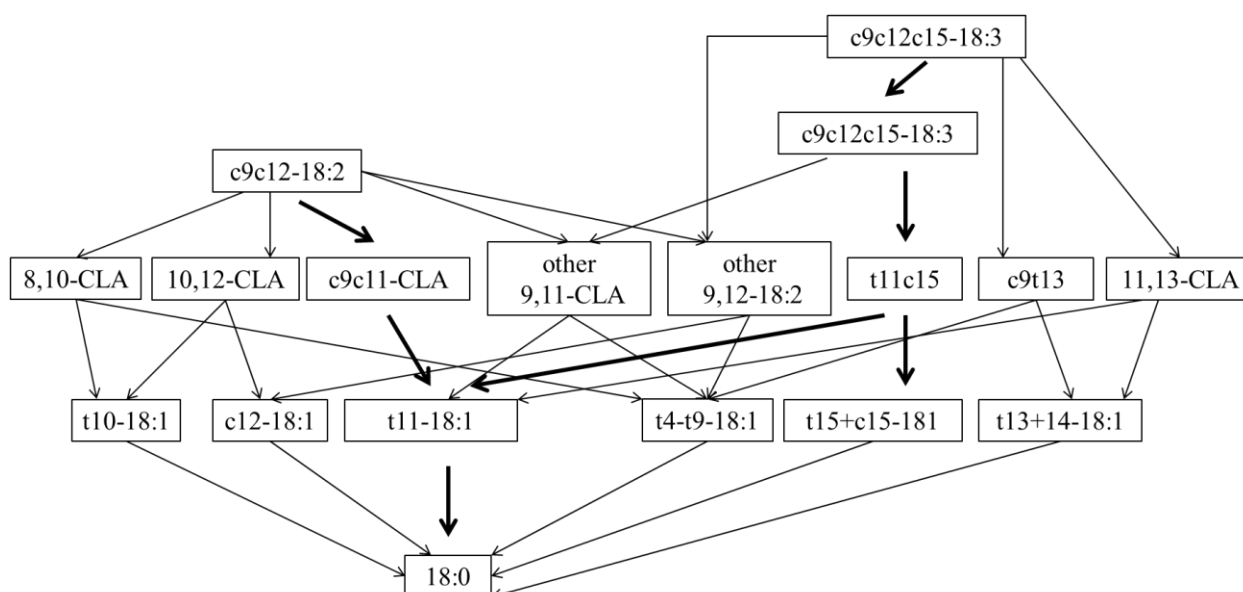 c9c12c15-18:3
c9c12c15-18:3
c9c12-18:2
8,10-CLA
10,12-CLA
c9c11-CLA
other
9,11-CLA
other
9,12-18:2
t11c15
c9t13
11,13-CLA
t10-18:1
c12-18:1
t11-18:1
t4-t9-18:1
t15+c15-181
t13+14-18:1
18:0